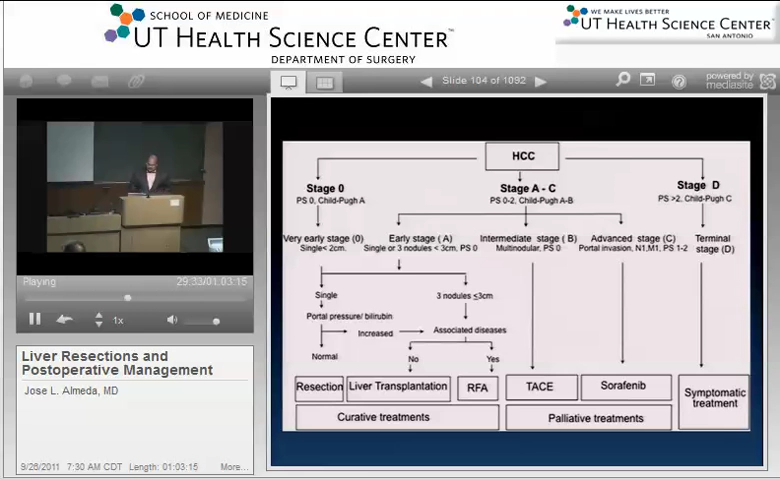 SCHOOL OF MEDICINE
UT HEALTH SCIENCE CENTER™
DEPARTMENT OF SURGERY
WE MAKE LIVES BETTER
UT HEALTH SCIENCE CENTER
SAN ANTONIO
Slide 104 of 1092
powered by
mediasite
Playing
29:33/01:03:15
1x
Liver Resections and
Postoperative Management
Jose L. Almeda, MD
9/26/2011
7:30 AM CDT
Length: 01:03:15
More...
HCC
Stage 0
PS 0, Child-Pugh A
Stage A - C
PS 0-2, Child-Pugh A-B
Stage D
PS >2, Child-Pugh C
Very early stage (0)
Single< 2cm.
Early stage (A)
Single or 3 nodules < 3cm, PS 0
Intermediate stage (B)
Multinodular, PS 0
Advanced stage (C)
Portal invasion, N1,M1, PS 1-2
Terminal
stage (D)
Single
3 nodules ≤3cm
Portal pressure/ bilirubin
Increased
Associated diseases
Normal
No
Yes
Resection
Liver Transplantation
RFA
TACE
Sorafenib
Symptomatic
treatment
Curative treatments
Palliative treatments